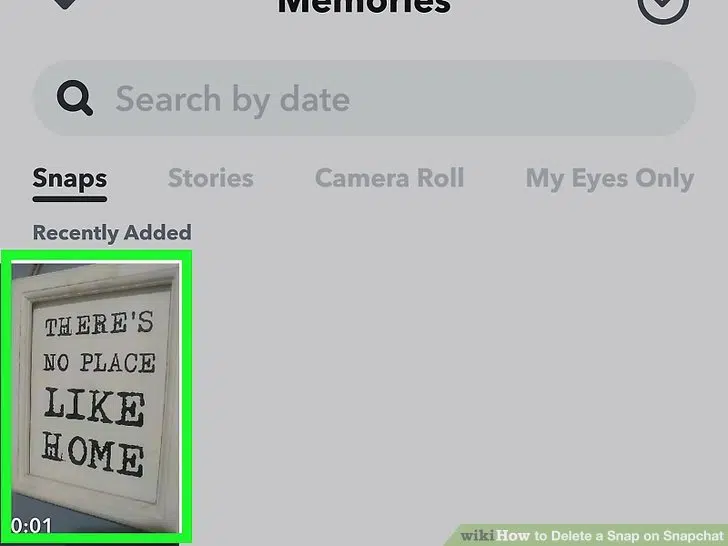 Memories
Search by date
Snaps Stories Camera Roll My Eyes Only
Recently Added
THERE'S
NO PLACE
LIKE
HOME
0:01
wikiHow to Delete a Snap on Snapchat